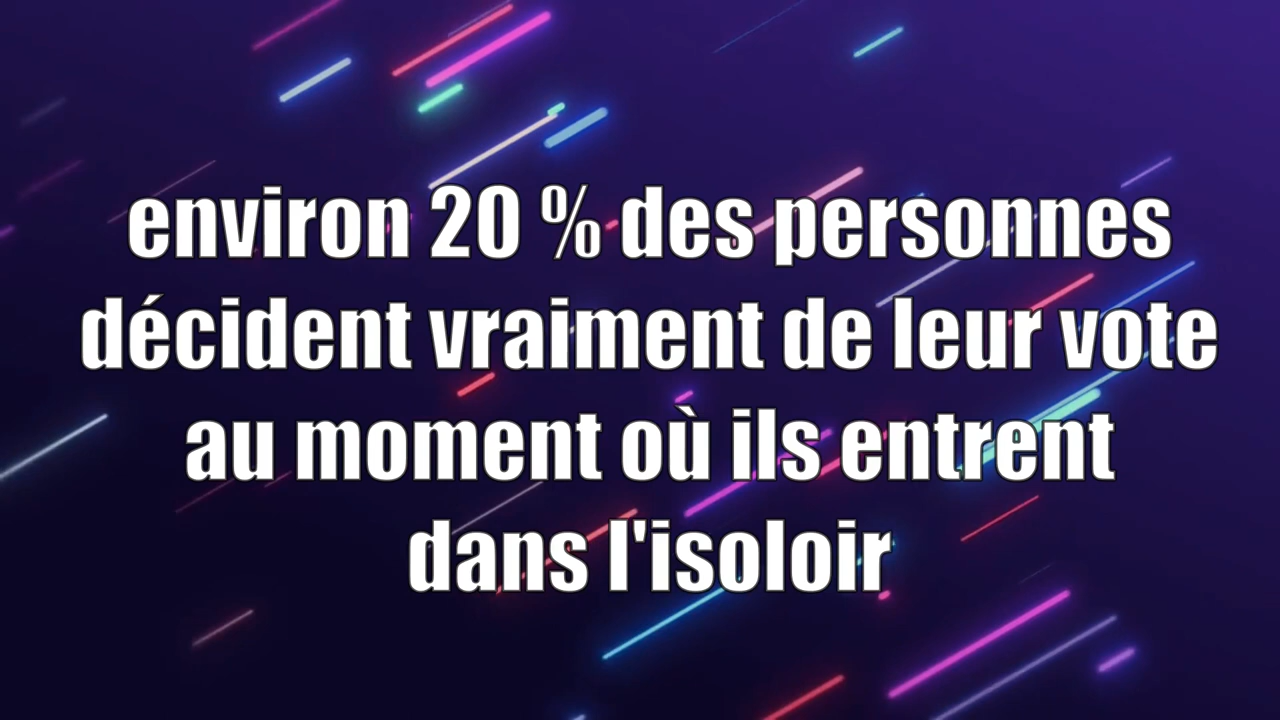 environ 20 % des personnes
décident vraiment de leur vote
au moment où ils entrent
dans l'isoloir